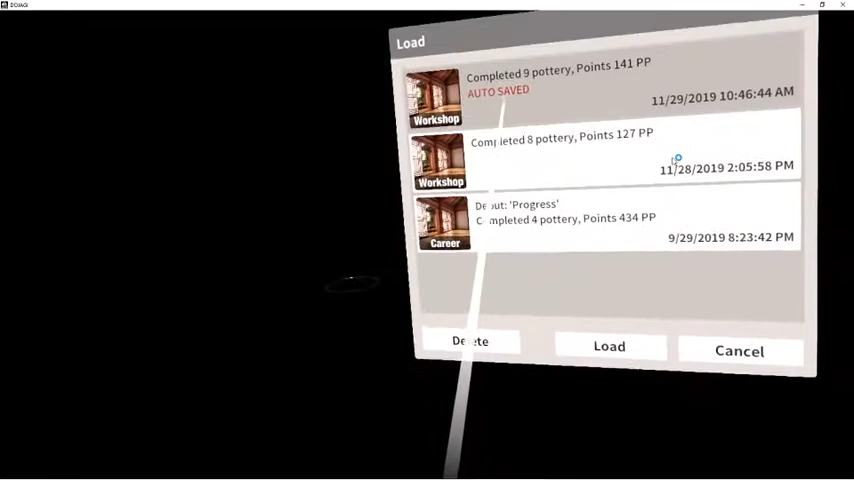 DOJAGI
Load
Completed 9 pottery, Points 141 PP
AUTO SAVED
11/29/2019 10:46:44 AM
Workshop
Completed 8 pottery, Points 127 PP
11/28/2019 2:05:58 PM
Workshop
Debut: 'Progress'
Completed 4 pottery, Points 434 PP
9/29/2019 8:23:42 PM
Career
Delete
Load
Cancel